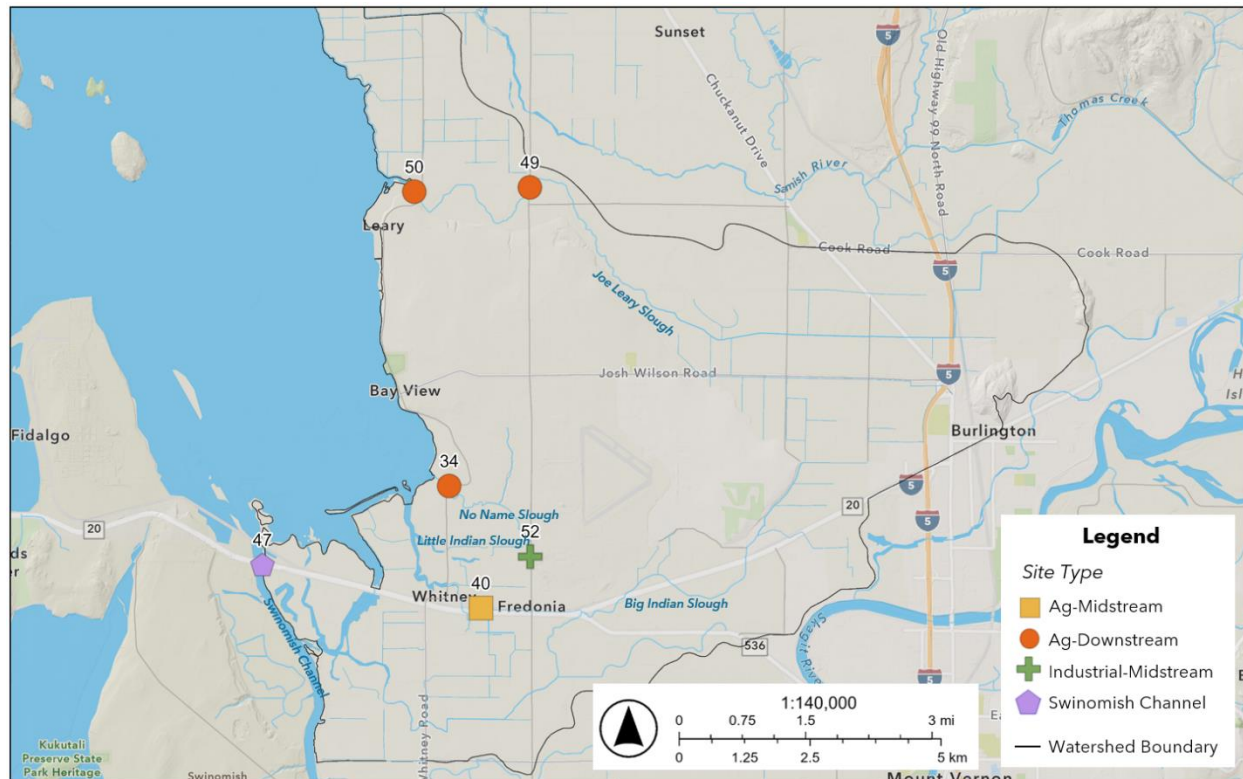 Sunset
5
Old Highway 99 North Road
Thomas Creek
Chuckanut Drive
Samish River
50
49
Leary
Cook Road
Cook Road
5
Joe Leary Slough
Josh Wilson Road
5
Bay View
Burlington
Fidalgo
34
5
No Name Slough
20
5
20
47
Little Indian Slough
52
40
Whitney
Fredonia
Big Indian Slough
Swinomish Channel
536
Skagit River
5
Whitney Road
Kukutali
Preserve State
Park Heritage
Swinomish
Mount Vernon
1:140,000
0 0.75 1.5 3 mi
0 1.25 2.5 5 km
Legend
Site Type
Ag-Midstream
Ag-Downstream
Industrial-Midstream
Swinomish Channel
Watershed Boundary